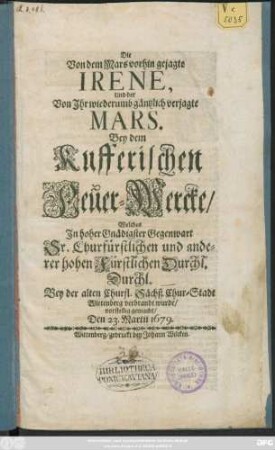 Die
Von dem Mars vorhin gejagte
IRENE,
Und der
Von Ihr wiederumb gäntzlich verjagte
MARS.
Bey dem
Kufferischen
Feuer-Wercke/
Welches
In hoher Gnädigster Gegenwart
Sr. Churfürstlichen und ande-
rer hohen Fürstlichen Durchl.
Durchl.
Bey der alten Churfl. Sächß. Chur-Stadt
Wittenberg verbrandt wurde/
vorstellig gemacht/
Den 23. Martii 1679.
Wittenberg/ gedruckt bey Johann Wilcken.
BIBLIOTHECA
PONICKAVIANA